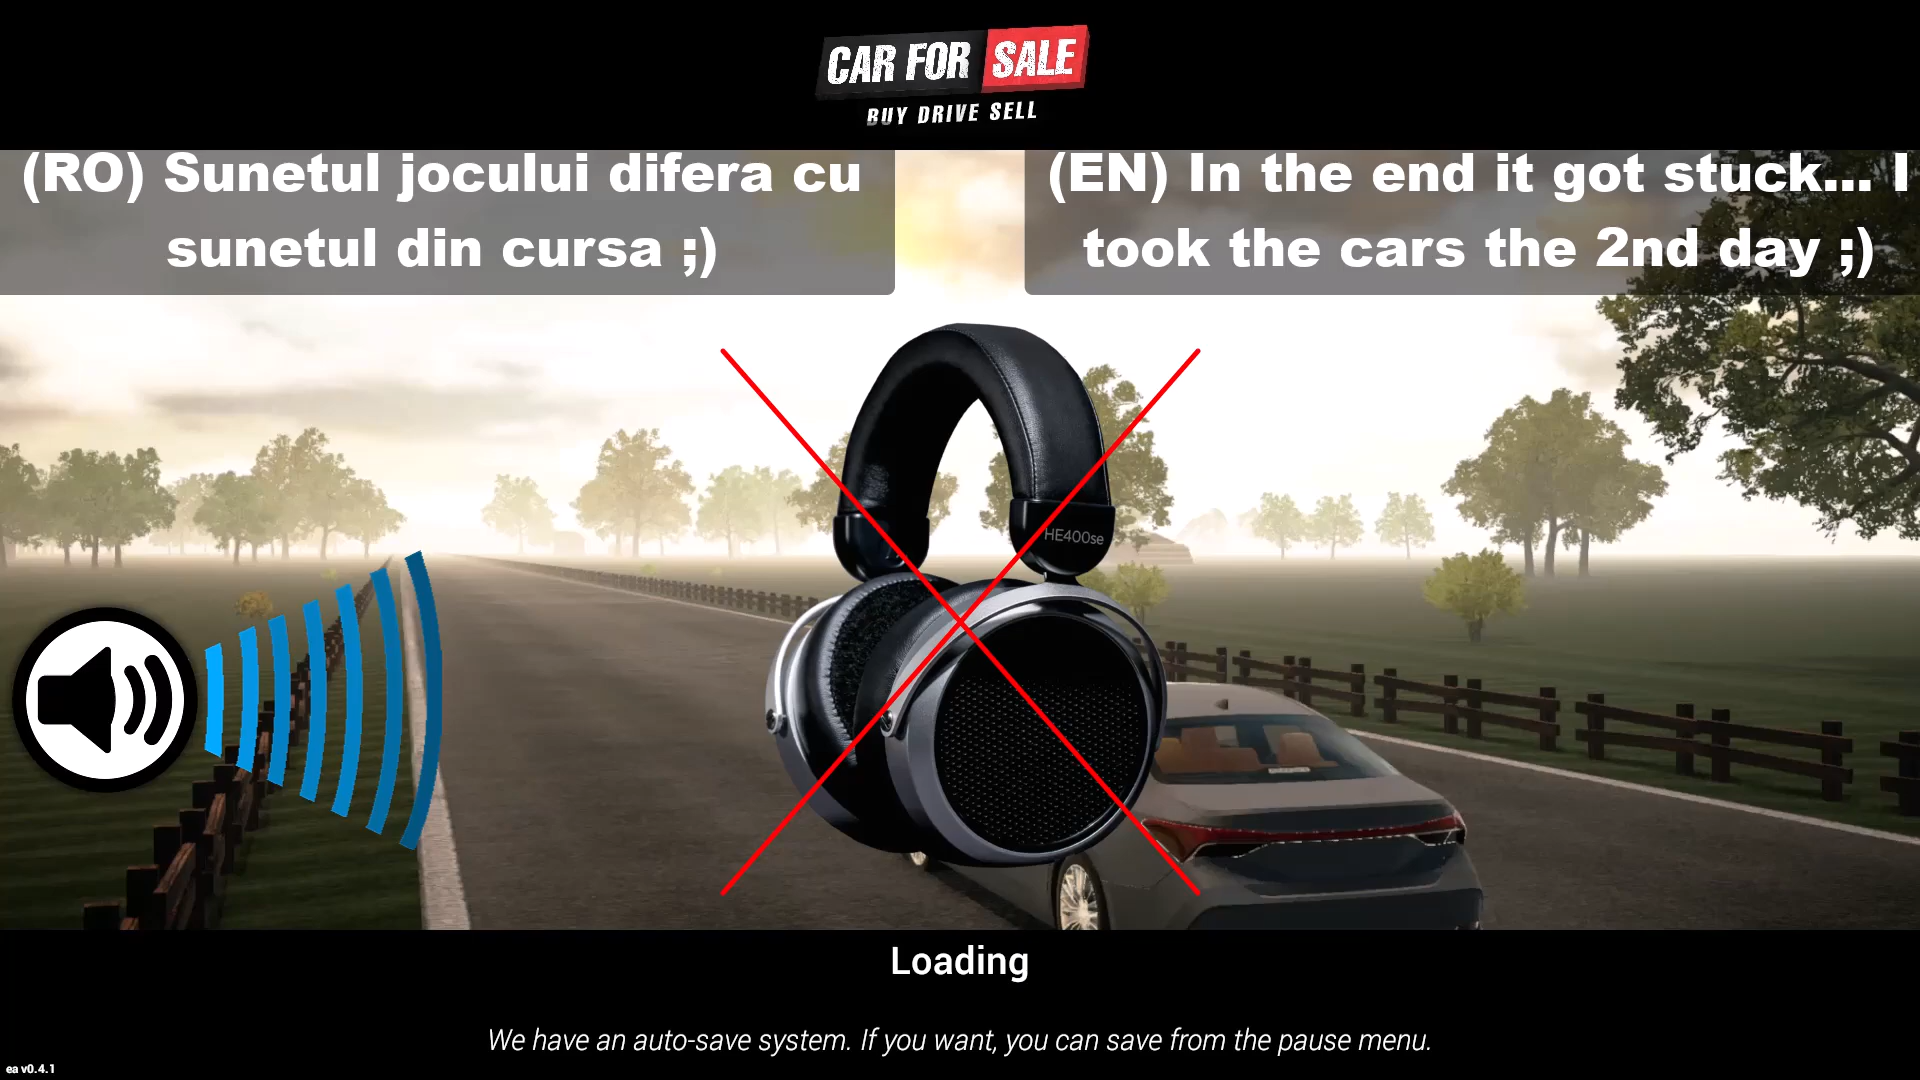 CAR FOR SALE
BUY DRIVE SELL
(RO) Sunetul jocului difera cu
sunetul din cursa ;)
(EN) In the end it got stuck... I
took the cars the 2nd day ;)
HE400se
Loading
We have an auto-save system. If you want, you can save from the pause menu.
ea v0.4.1